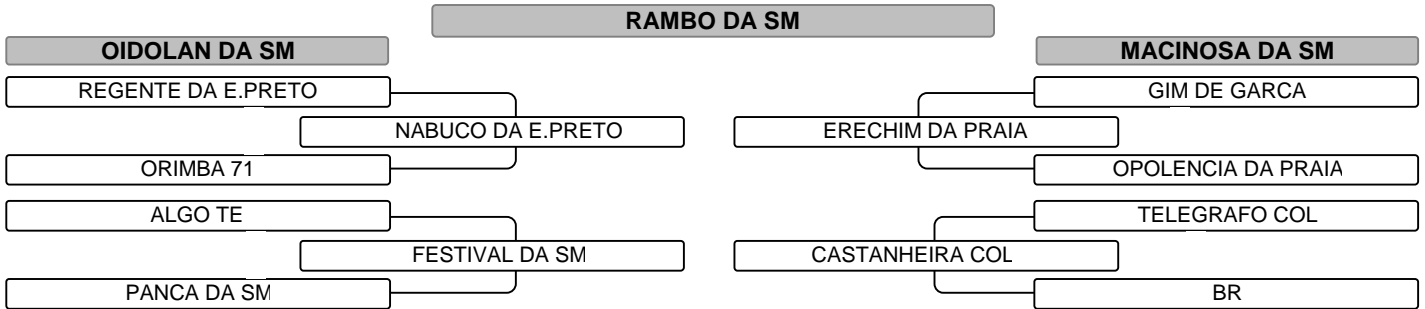 RAMBO DA SM
OIDOLAN DA SM
MACINOSA DA SM
REGENTE DA E.PRETO
GIM DE GARCA
NABUCO DA E.PRETO
ERECHIM DA PRAIA
ORIMBA 71
OPOLENCIA DA PRAIA
ALGO TE
TELEGRAFO COL
FESTIVAL DA SM
CASTANHEIRA COL
PANCA DA SM
BR